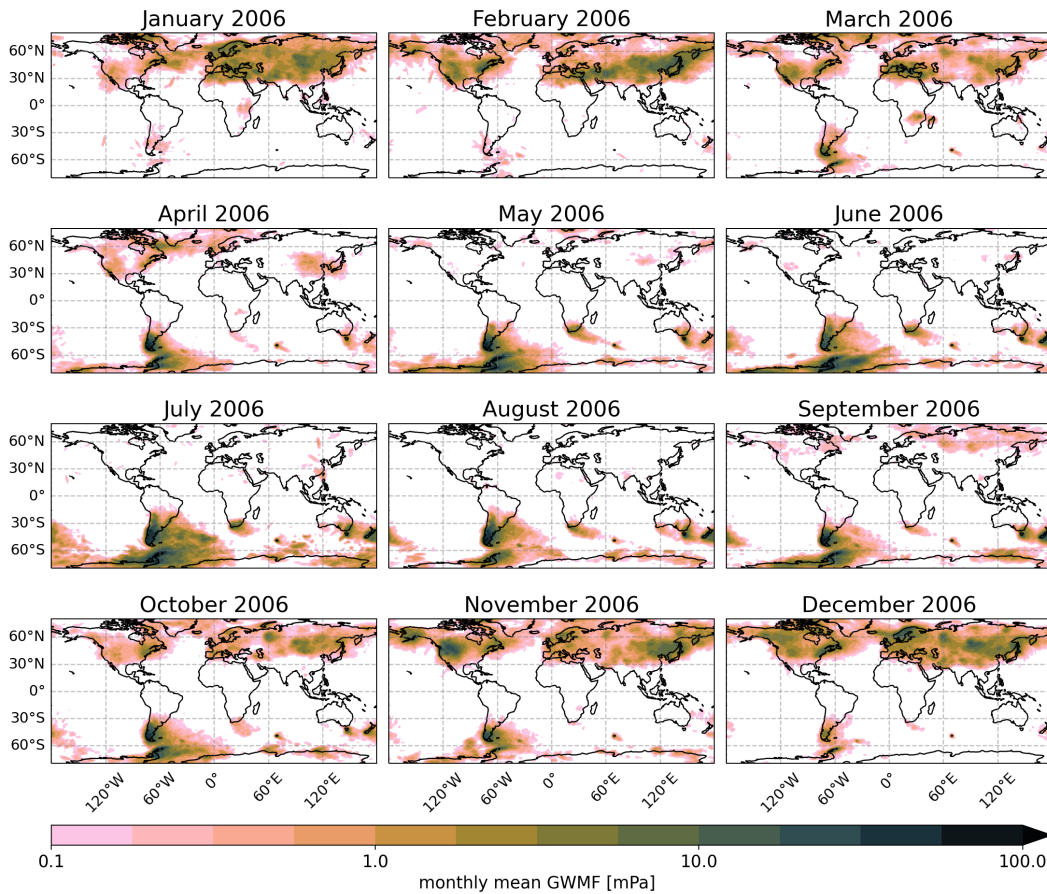 January 2006 February 2006 March 2006
60°N
30°N
0°
30°S
60°S
April 2006 May 2006 June 2006
60°N
30°N
0°
30°S
60°S
July 2006 August 2006 September 2006
60°N
30°N
0°
30°S
60°S
October 2006 November 2006 December 2006
60°N
30°N
0°
30°S
60°S
120°W 60°W 0° 60°E 120°E 120°W 60°W 0° 60°E 120°E 120°W 60°W 0° 60°E 120°E
0.1 1.0 10.0 100.0
monthly mean GWMF [mPa]